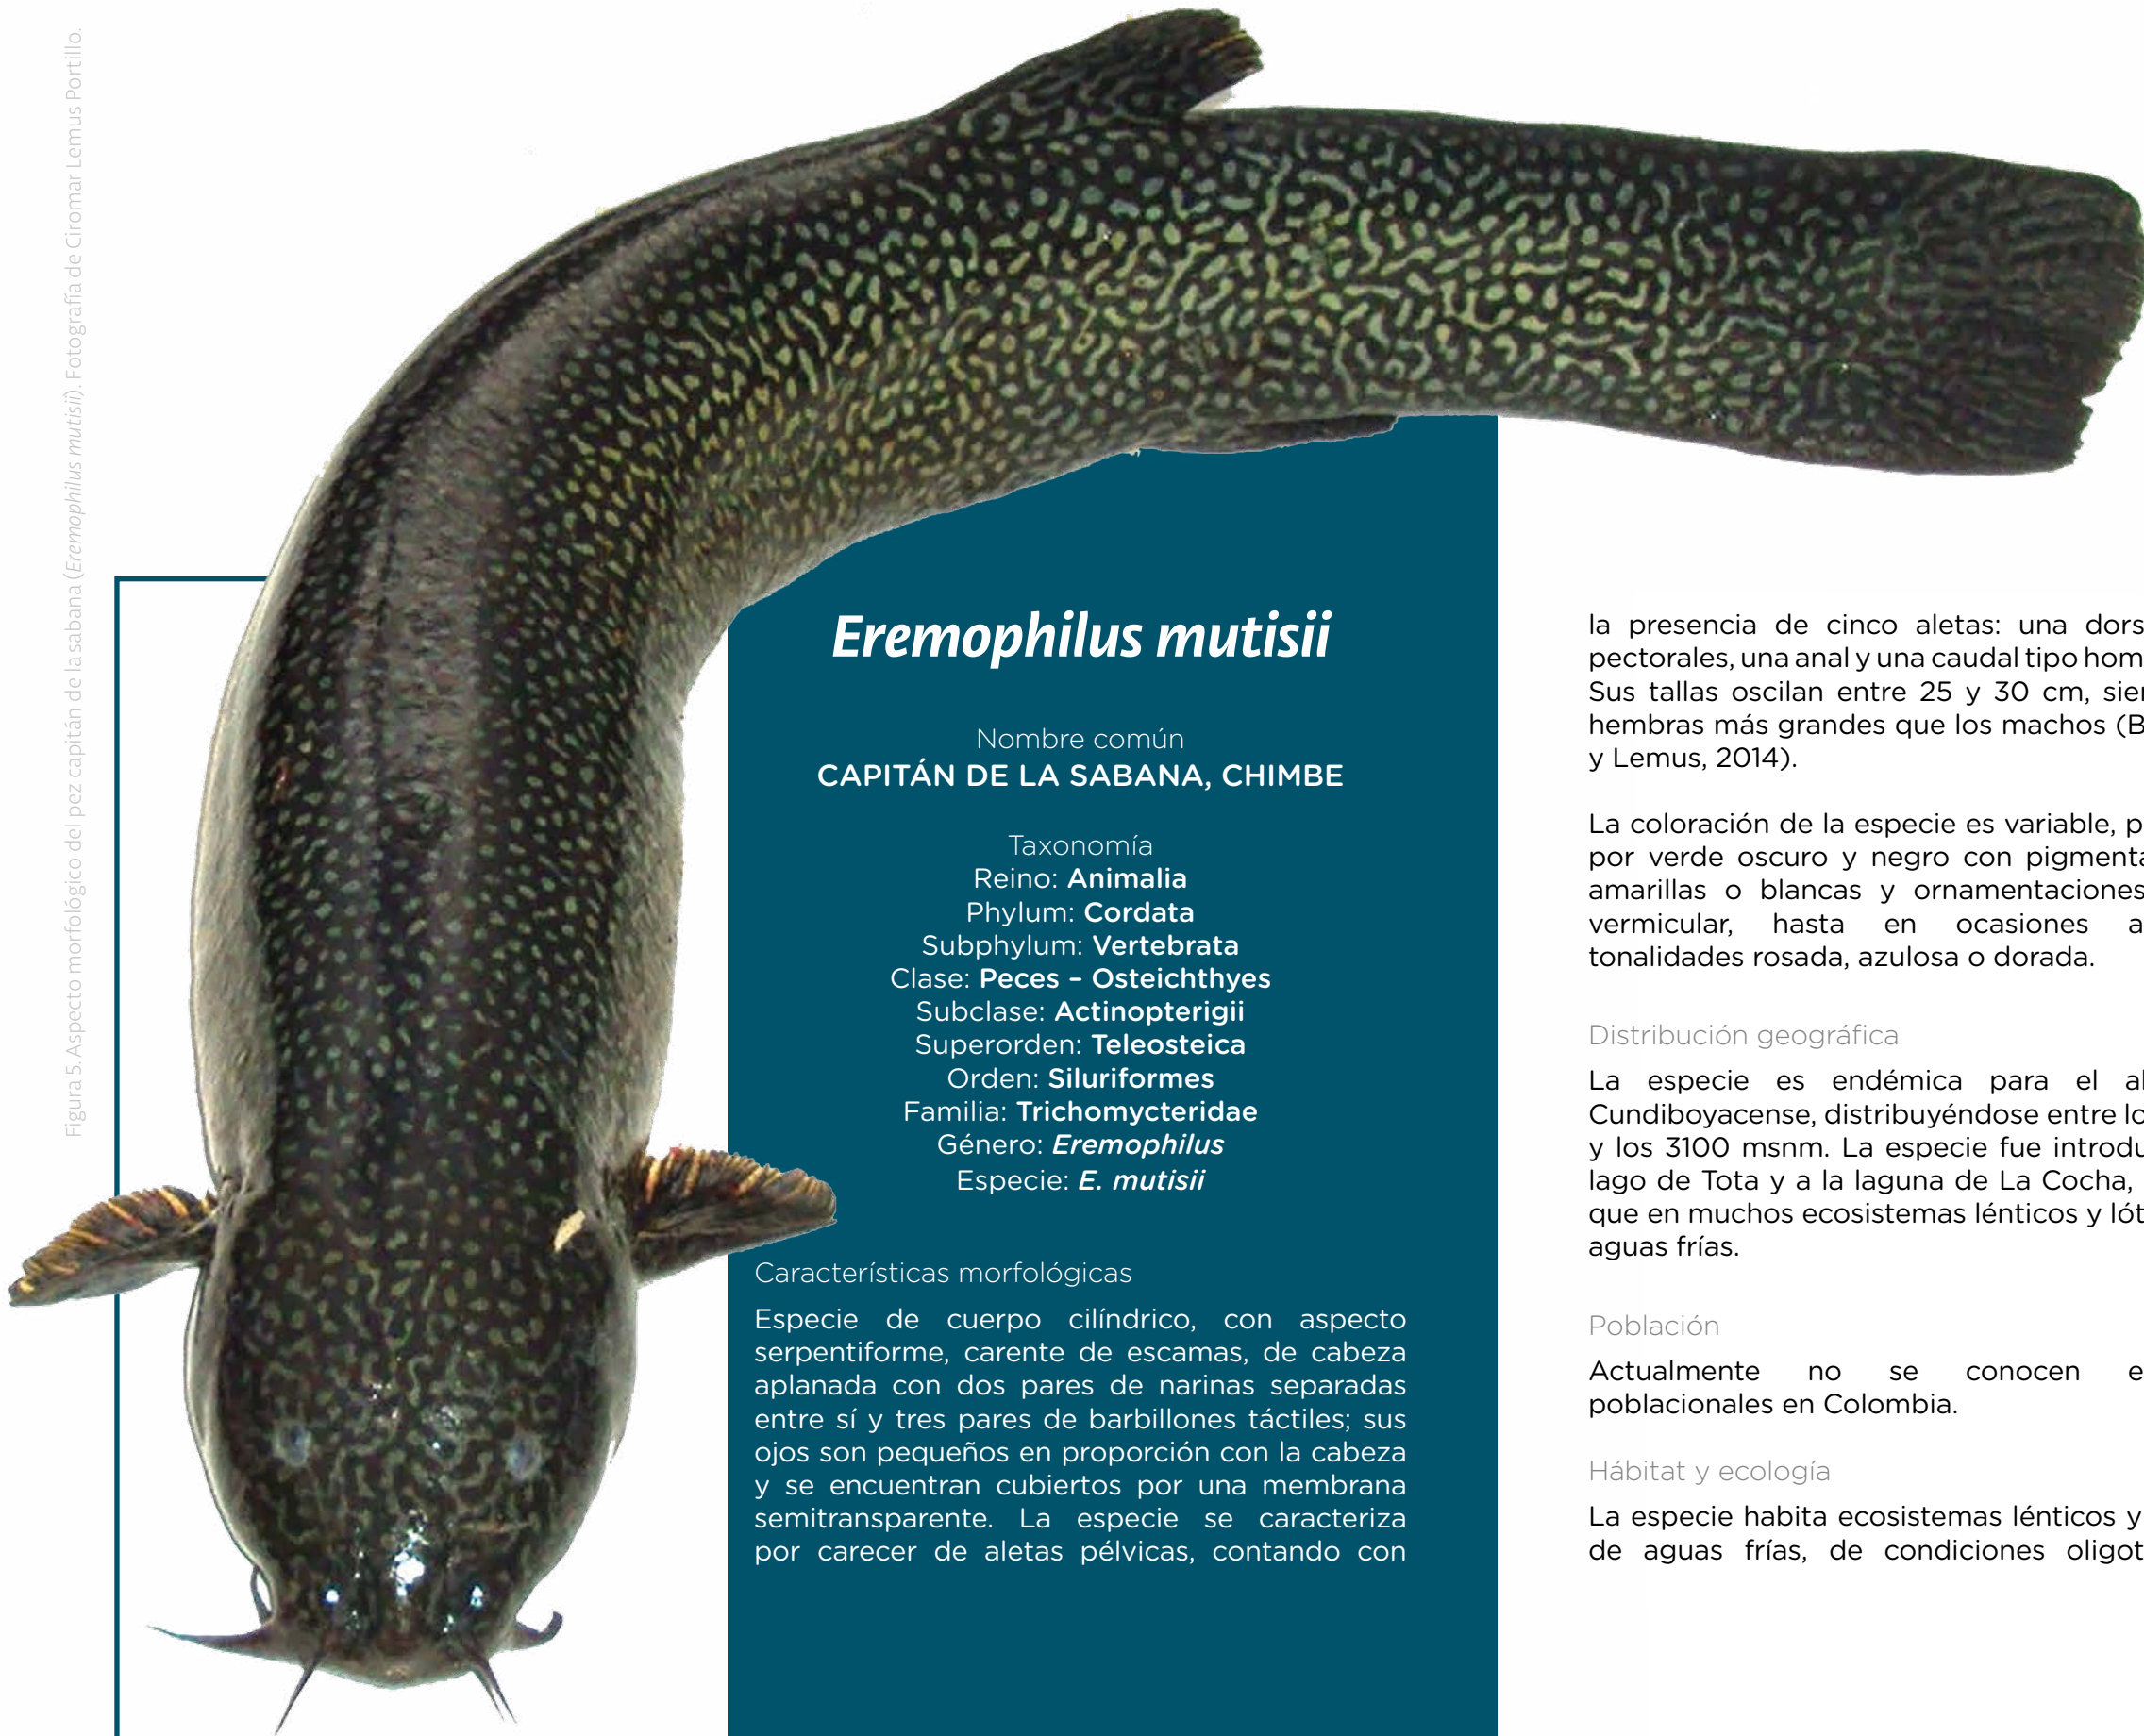 Figura 5. Aspecto morfológico del pez capitán de la sabana (Eremophilus mutisii). Fotografía de Ciromar Lemus Portillo.
Eremophilus mutisii
Nombre común
CAPITÁN DE LA SABANA, CHIMBE
Taxonomía
Reino: Animalia
Phylum: Cordata
Subphylum: Vertebrata
Clase: Peces – Osteichthyes
Subclase: Actinopterigii
Superorden: Teleosteica
Orden: Siluriformes
Familia: Trichomycteridae
Género: Eremophilus
Especie: E. mutisii
Características morfológicas
Especie de cuerpo cilíndrico, con aspecto
serpentiforme, carente de escamas, de cabeza
aplanada con dos pares de narinas separadas
entre sí y tres pares de barbillones táctiles; sus
ojos son pequeños en proporción con la cabeza
y se encuentran cubiertos por una membrana
semitransparente. La especie se caracteriza
por carecer de aletas pélvicas, contando con
la presencia de cinco aletas: una dors
pectorales, una anal y una caudal tipo hom
Sus tallas oscilan entre 25 y 30 cm, sier
hembras más grandes que los machos (B
y Lemus, 2014).
La coloración de la especie es variable, p
por verde oscuro y negro con pigmenta
amarillas o blancas y ornamentaciones
vermicular, hasta en ocasiones a
tonalidades rosada, azulosa o dorada.
Distribución geográfica
La especie es endémica para el al
Cundiboyacense, distribuyéndose entre lo
y los 3100 msnm. La especie fue introdu
lago de Tota y a la laguna de La Cocha,
que en muchos ecosistemas lénticos y lót
aguas frías.
Población
Actualmente no se conocen e
poblacionales en Colombia.
Hábitat y ecología
La especie habita ecosistemas lénticos y
de aguas frías, de condiciones oligot